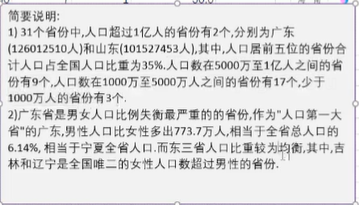 简要说明:
1) 31个省份中,人口超过1亿人的省份有2个,分别为广东
(126012510人)和山东(101527453人),其中,人口居前五位的省份合
计人口占全国人口比重为35%.人口数在5000万至1亿人之间的省
份有9个,人口数在1000万至5000万人之间的省份有17个,少于
1000万人的省份有3个.
2)广东省是男女人口比例失衡最严重的的省份,作为"人口第一大
省"的广东,男性人口比女性多出773.7万人,相当于全省总人口的
6.14%, 相当于宁夏全省人口.而东三省人口比重较为均衡,其中,吉
林和辽宁是全国唯二的女性人口数超过男性的省份.